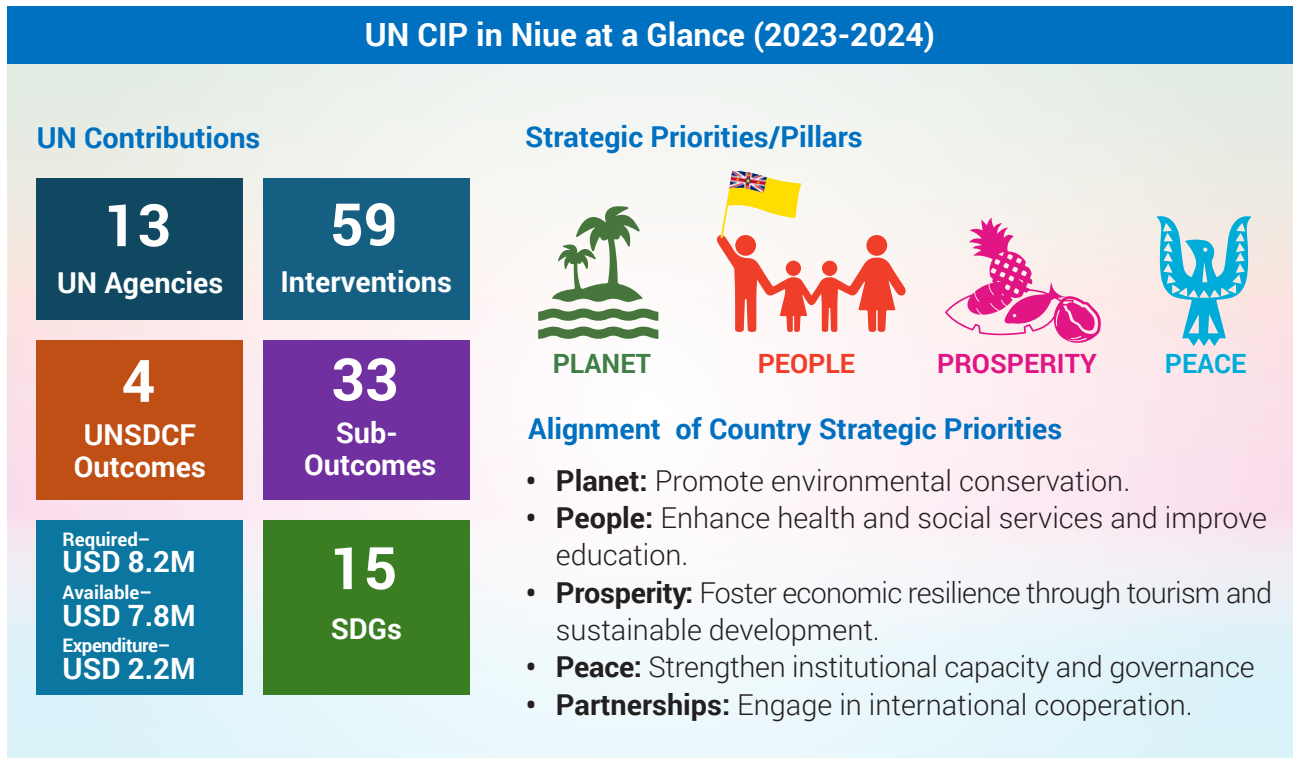 UN CIP in Niue at a Glance (2023-2024)
UN Contributions
13
UN Agencies
59
Interventions
4
UNSDCF
Outcomes
33
Sub-
Outcomes
Required–
USD 8.2M
Available–
USD 7.8M
Expenditure–
USD 2.2M
15
SDGs
Strategic Priorities/Pillars
PLANET
PEOPLE
PROSPERITY
PEACE
Alignment of Country Strategic Priorities
• Planet: Promote environmental conservation.
• People: Enhance health and social services and improve
education.
• Prosperity: Foster economic resilience through tourism and
sustainable development.
• Peace: Strengthen institutional capacity and governance
• Partnerships: Engage in international cooperation.